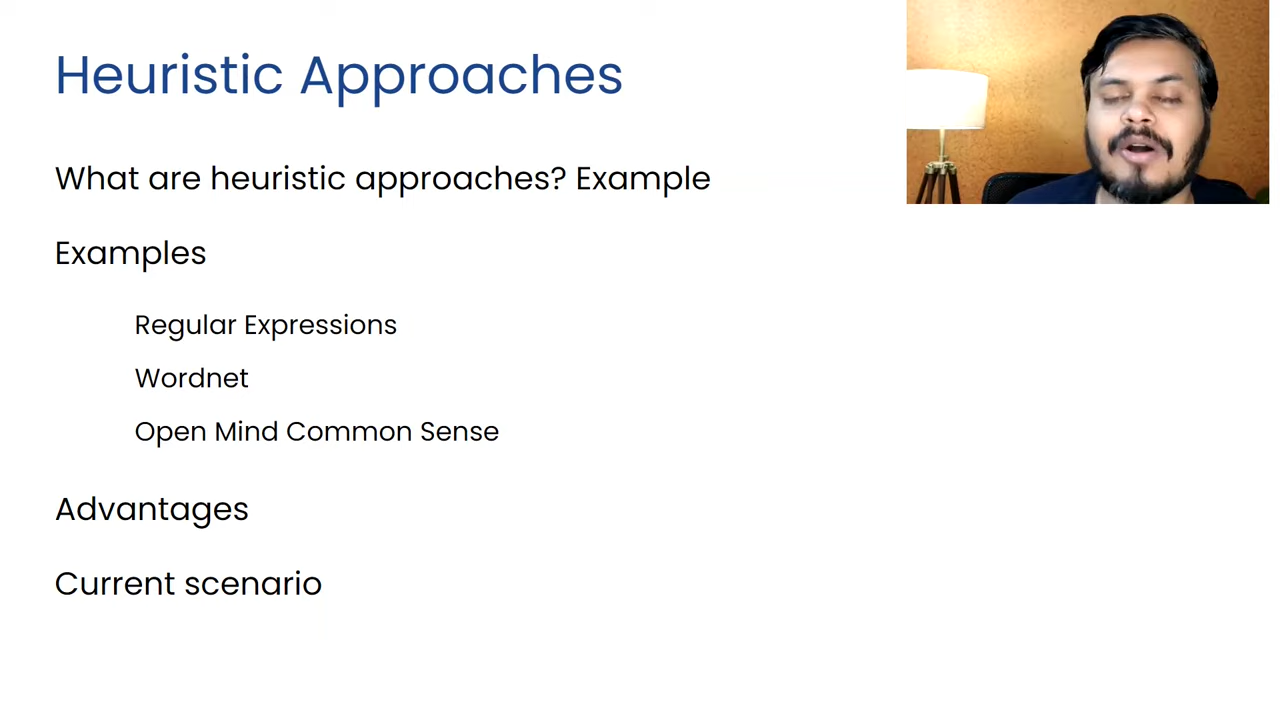 Heuristic Approaches
What are heuristic approaches? Example
Examples
Regular Expressions
Wordnet
Open Mind Common Sense
Advantages
Current scenario